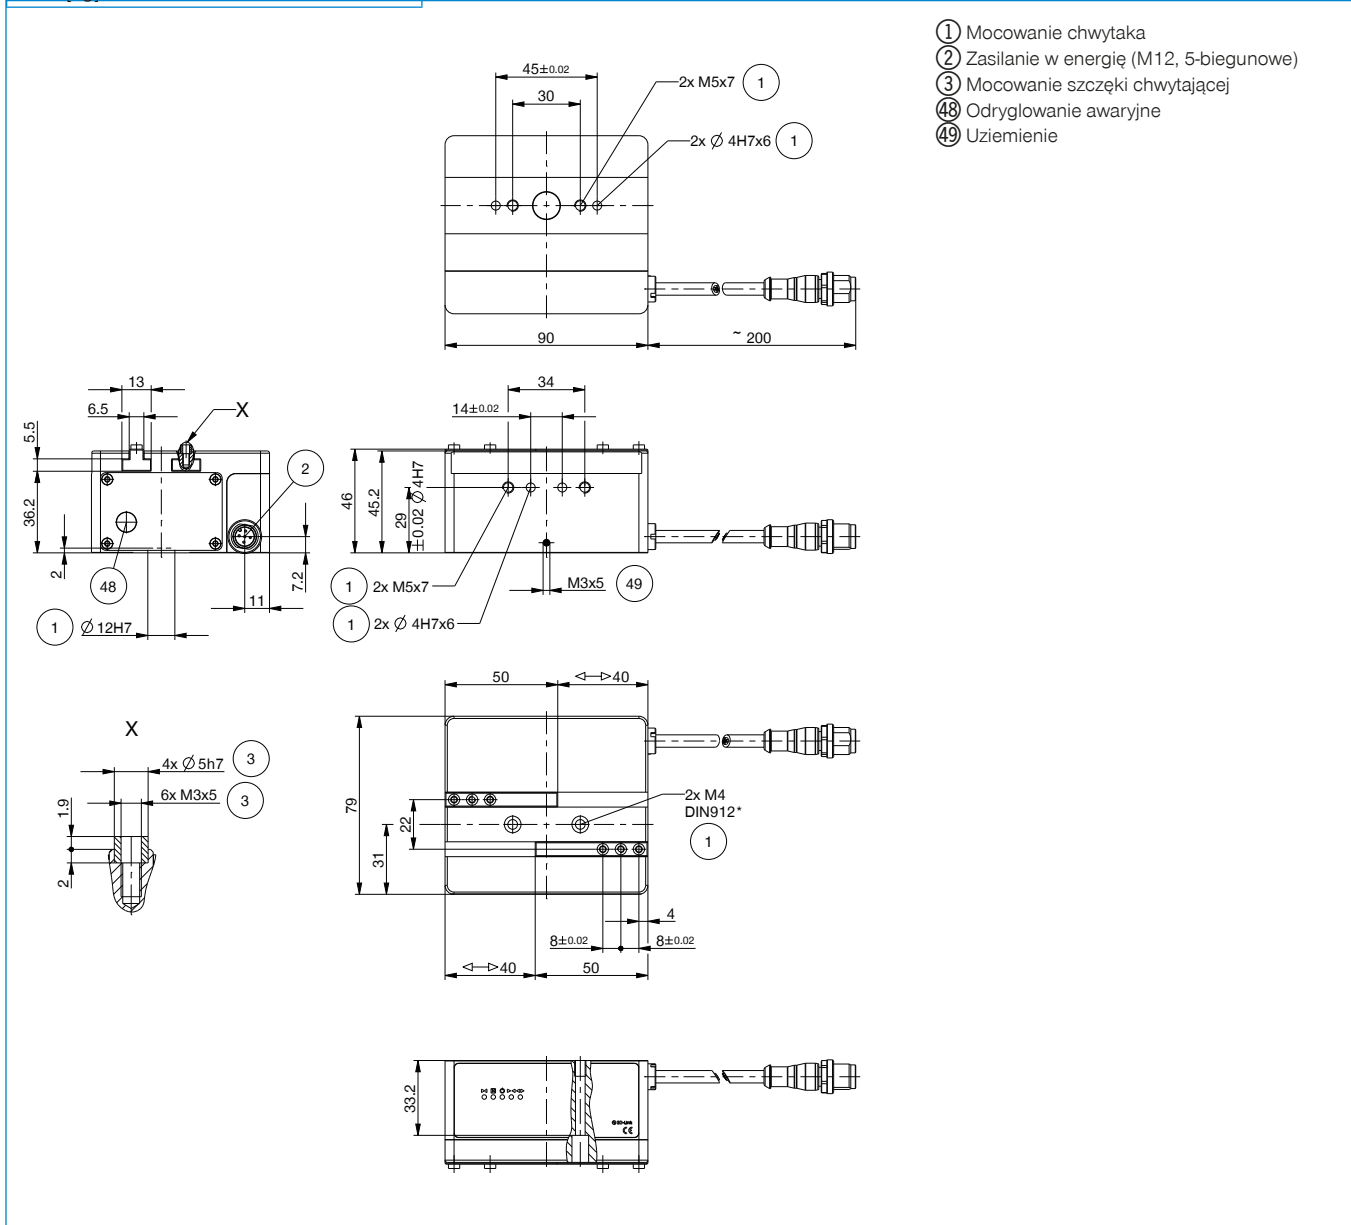 ① Mocowanie chwytaka
② Zasilanie w energię (M12, 5-biegunowe)
③ Mocowanie szczęki chwytającej
㊽ Odryglowanie awaryjne
㊾ Uziemienie
45±0.02
30
2x M5x7 1
2x ∅ 4H7x6 1
90
~ 200
13
6.5
X
5.5
36.2
2
2
48
7.2
11
1 ∅ 12H7
34
14±0.02
46
45.2
29
±0.02 ∅ 4H7
1 2x M5x7
M3x5 49
1 2x ∅ 4H7x6
X
4x ∅ 5h7 3
6x M3x5 3
1.9
2
50
40
79
22
31
2x M4
DIN912*
1
4
8±0.02
8±0.02
40
50
33.2
CE